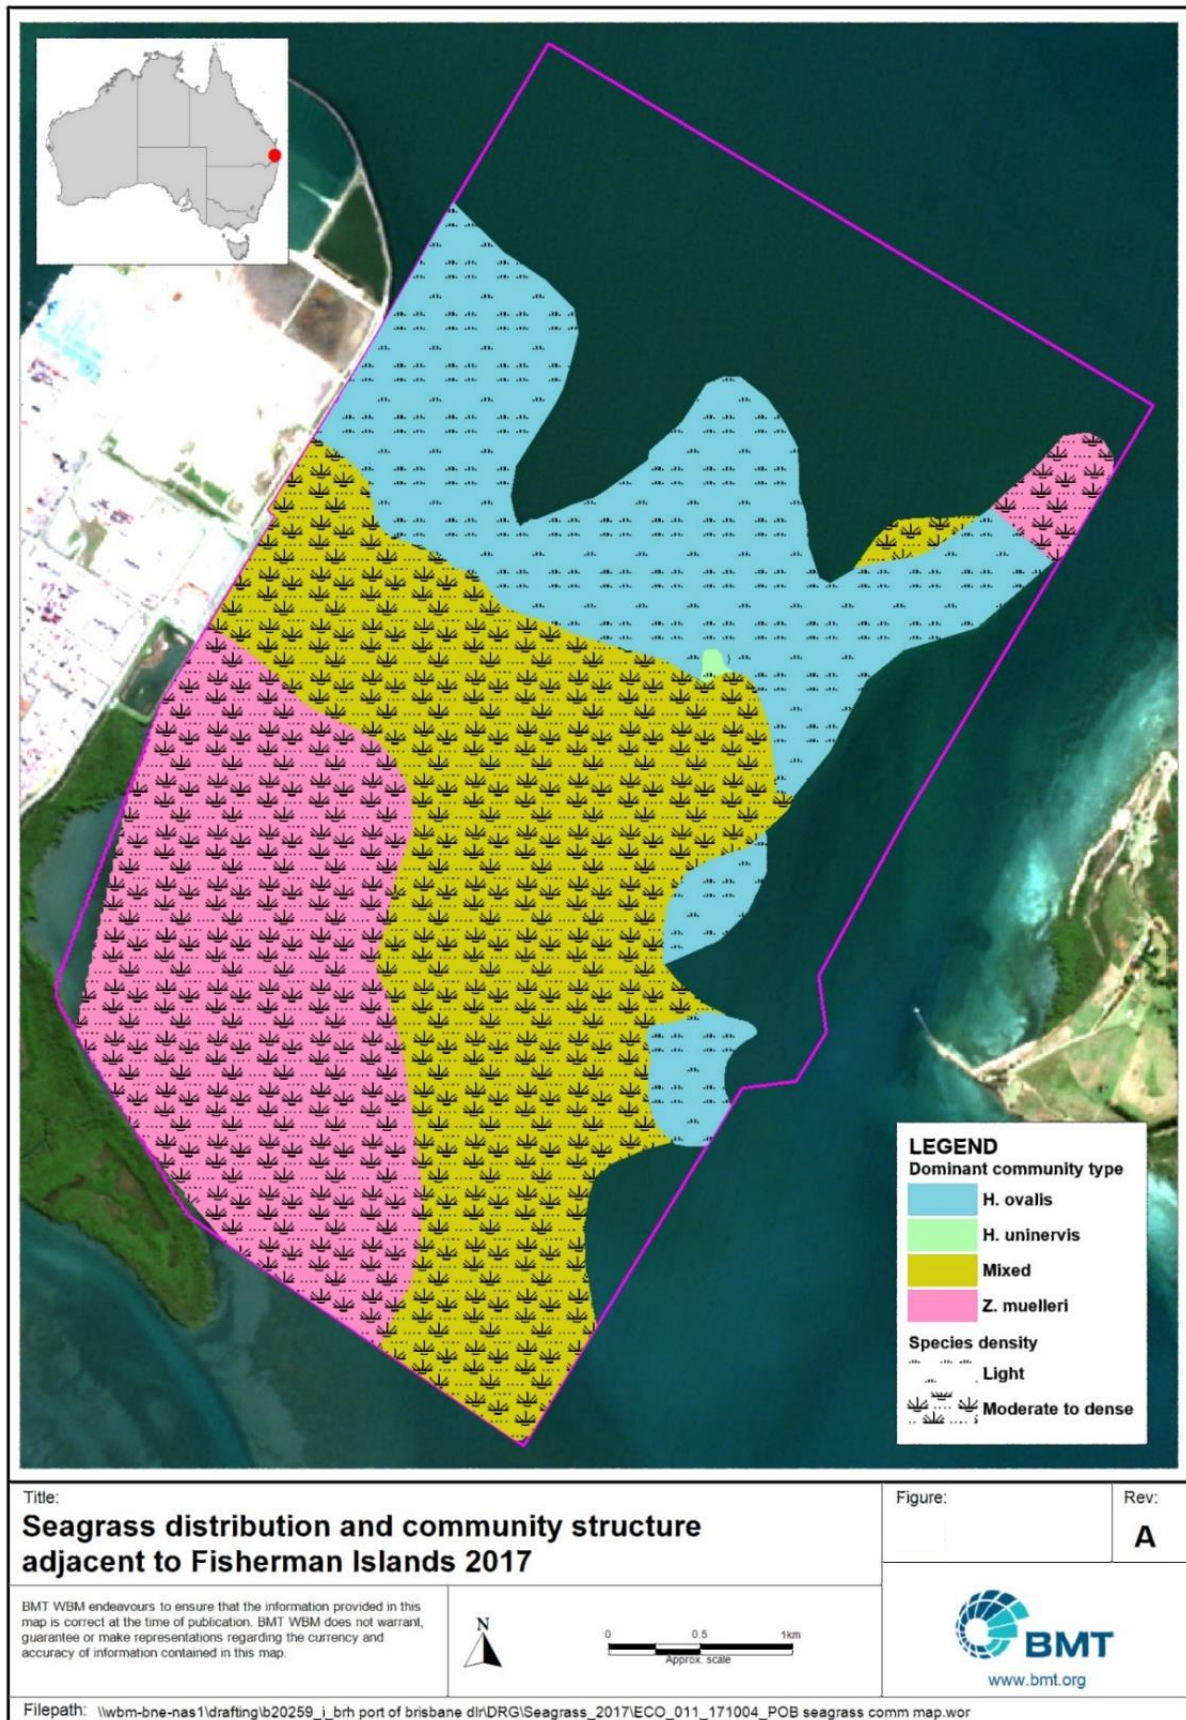 LEGEND
Dominant community type
H. ovalis
H. uninervis
Mixed
Z. muelleri
Species density
Light
Moderate to dense
Title:
Seagrass distribution and community structure
adjacent to Fisherman Islands 2017
Figure:
Rev:
A
BMT WBM endeavours to ensure that the information provided in this
map is correct at the time of publication. BMT WBM does not warrant,
guarantee or make representations regarding the currency and
accuracy of information contained in this map.
N
0 0.5 1km
Approx. scale
BMT
www.bmt.org
Filepath: \\wbm-bne-nas1\drafting\b20259_i_brh port of brisbane dlr\DRG\Seagrass_2017\ECO_011_171004_POB seagrass comm map.wor